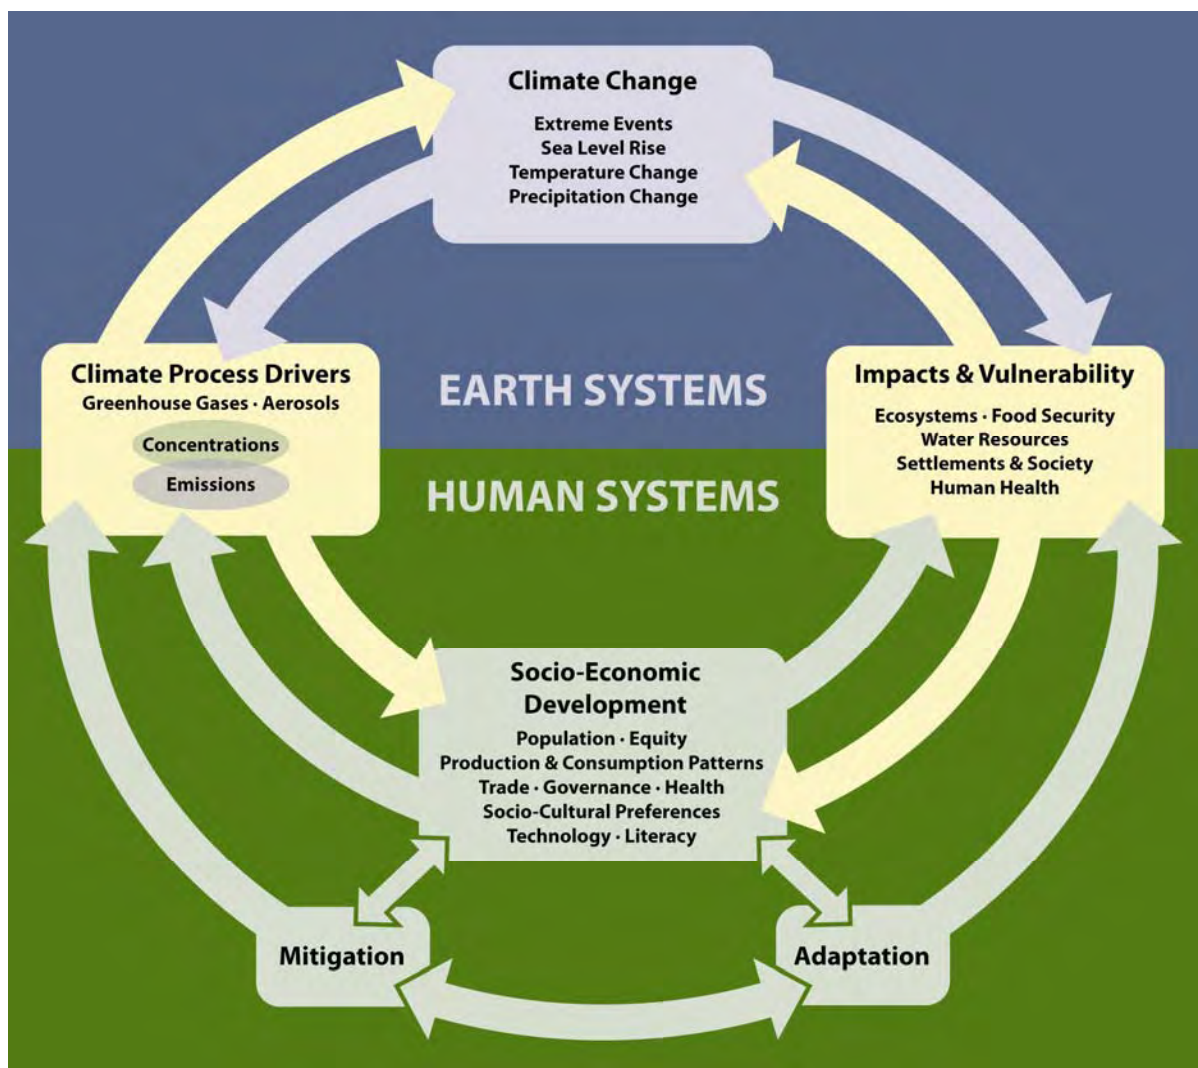 Climate Change
Extreme Events
Sea Level Rise
Temperature Change
Precipitation Change
Climate Process Drivers
Greenhouse Gases · Aerosols
Concentrations
Emissions
EARTH SYSTEMS
HUMAN SYSTEMS
Impacts & Vulnerability
Ecosystems · Food Security
Water Resources
Settlements & Society
Human Health
Socio-Economic
Development
Population · Equity
Production & Consumption Patterns
Trade · Governance · Health
Socio-Cultural Preferences
Technology · Literacy
Mitigation
Adaptation